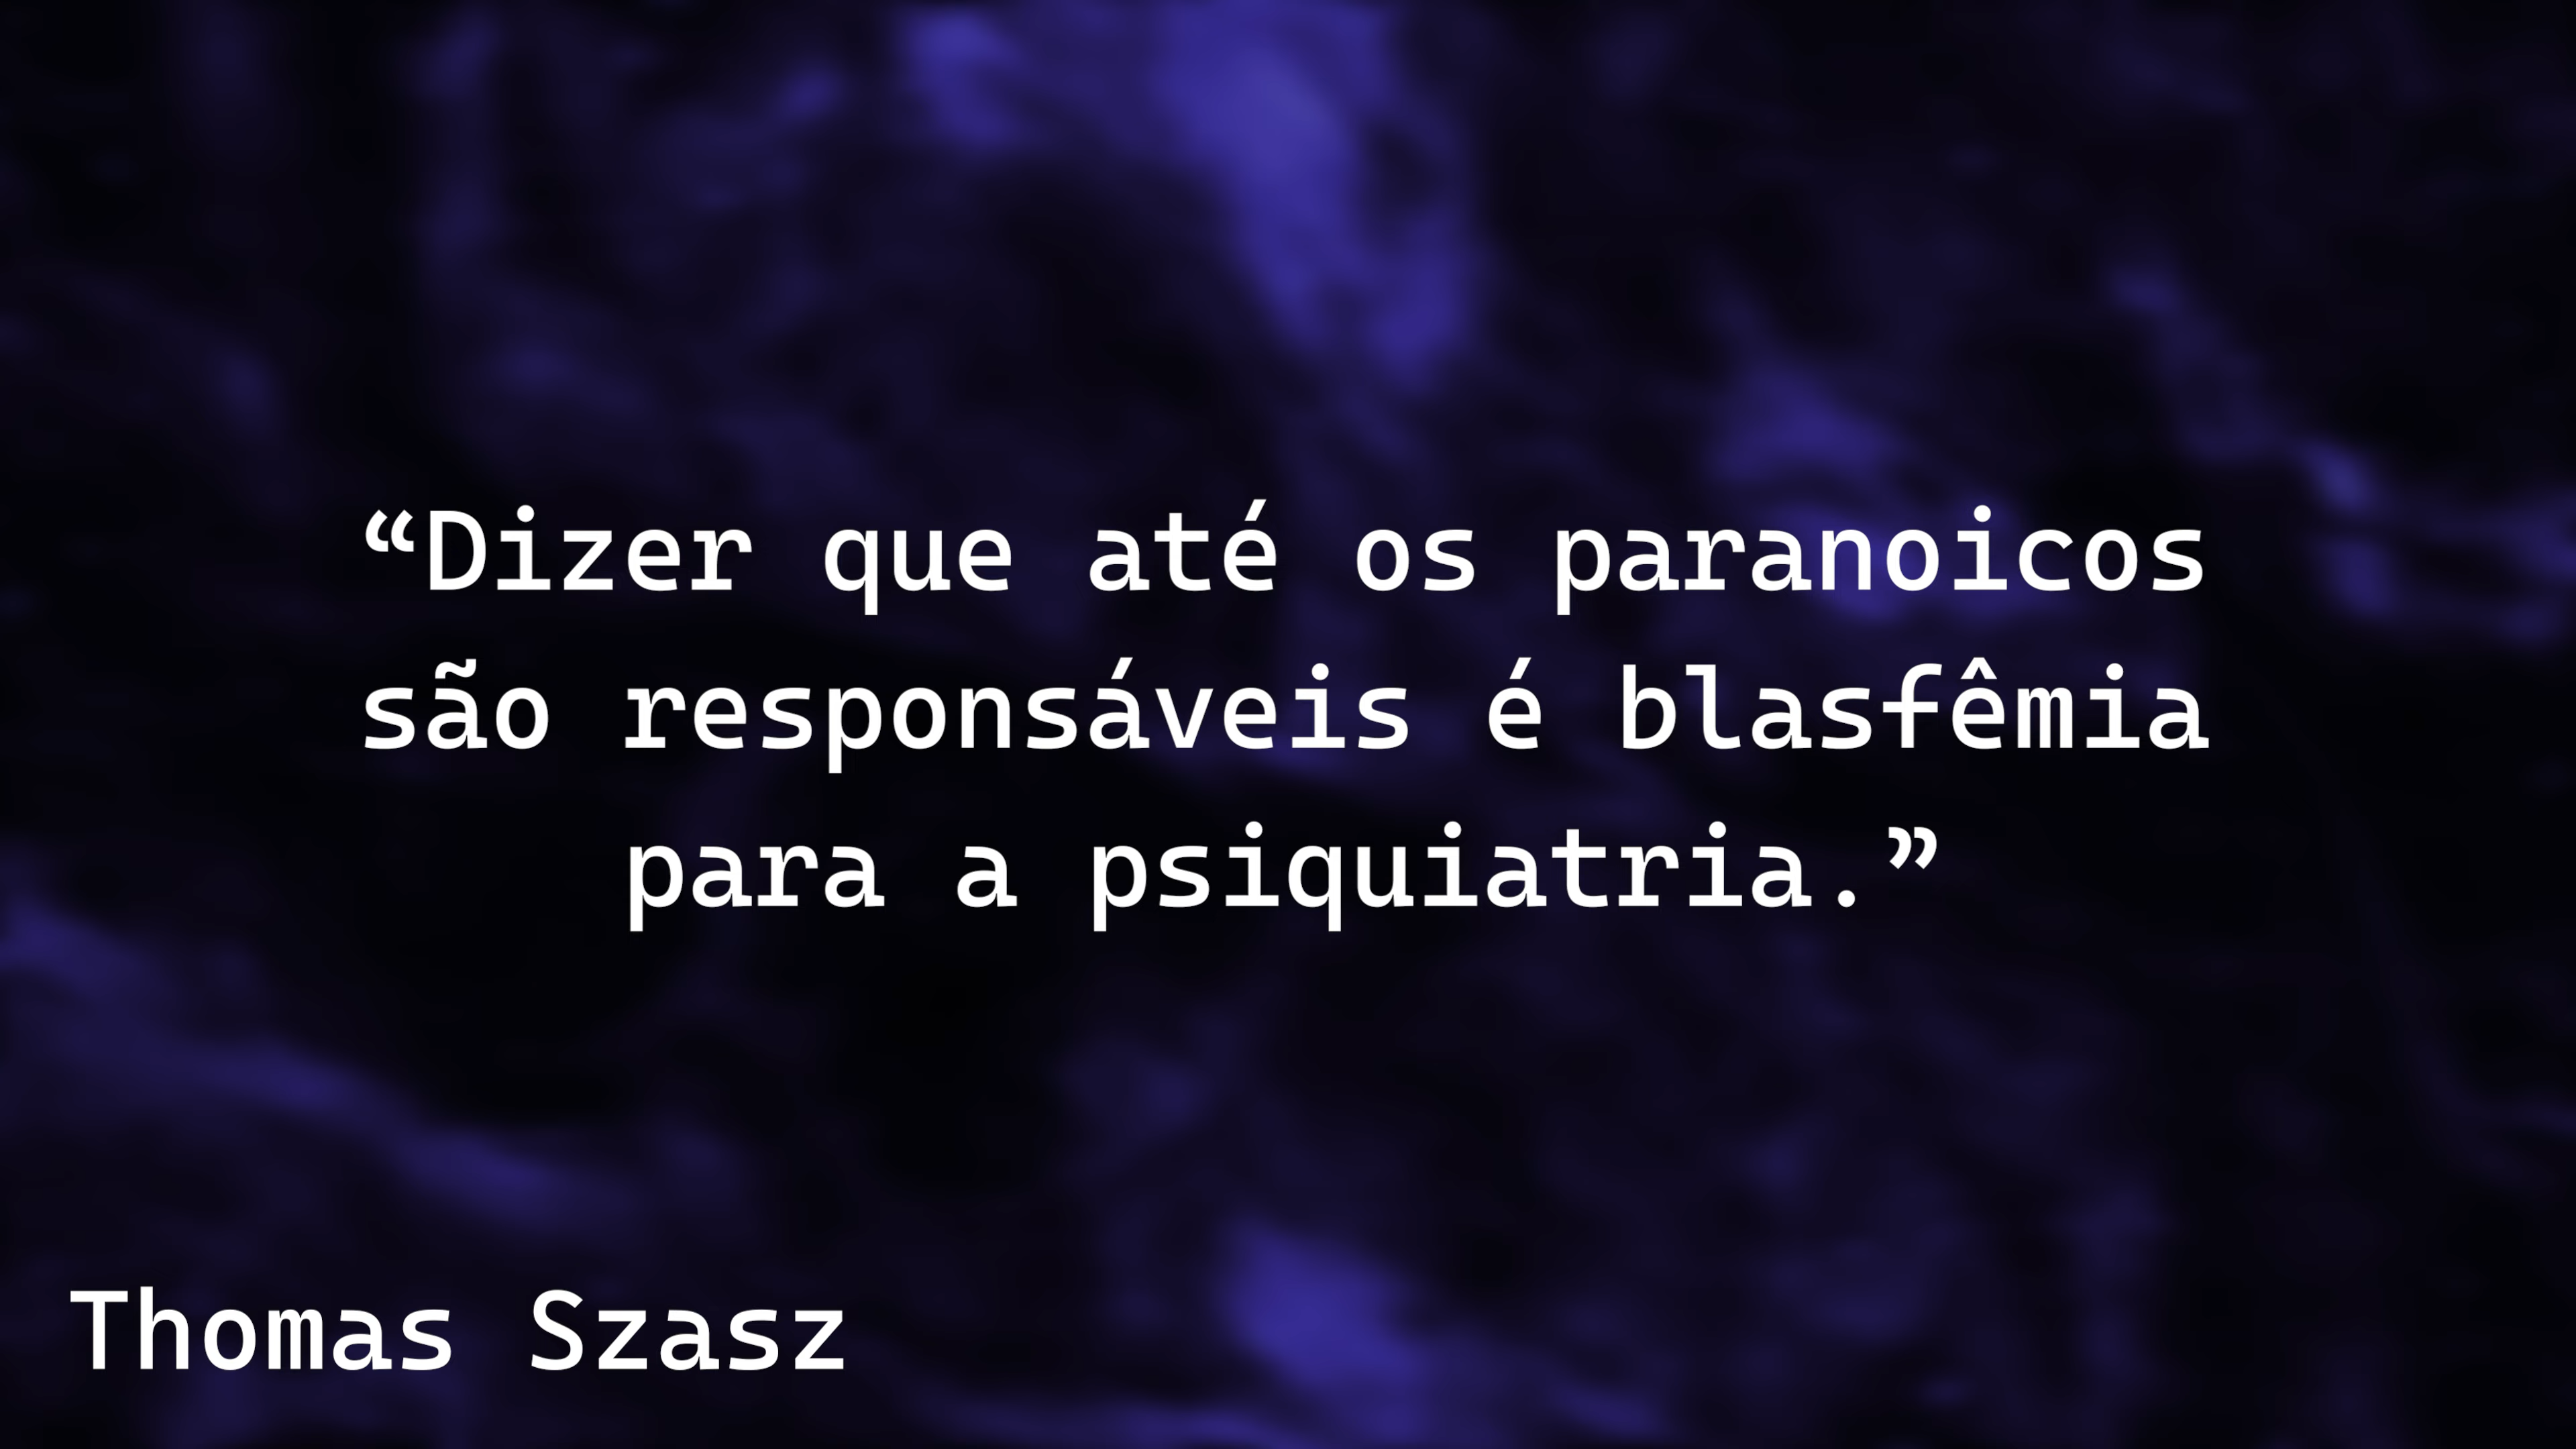 “Dizer que até os paranoicos
são responsáveis é blasfêmia
para a psiquiatria.”
Thomas Szasz